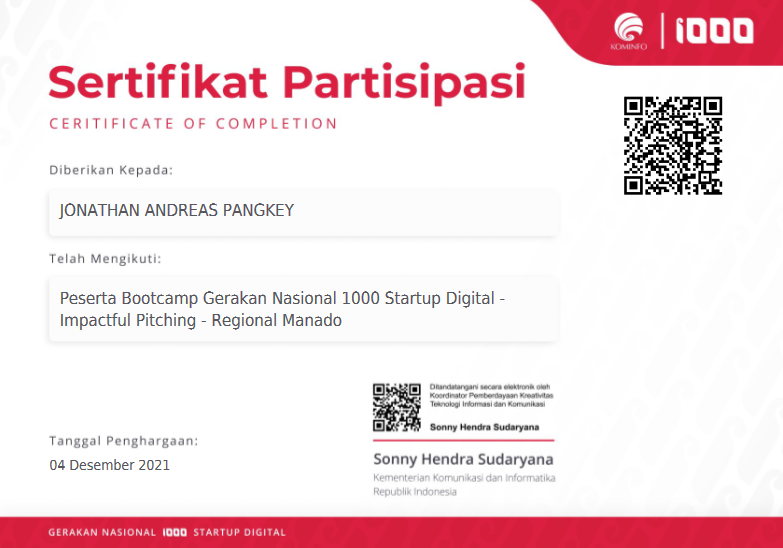 KOMINFO
1000
Sertifikat Partisipasi
CERITIFICATE OF COMPLETION
Diberikan Kepada:
JONATHAN ANDREAS PANGKEY
Telah Mengikuti:
Peserta Bootcamp Gerakan Nasional 1000 Startup Digital -
Impactful Pitching - Regional Manado
Ditandatangani secara elektronik oleh
Koordinator Pemberdayaan Kreativitas
Teknologi Informasi dan Komunikasi
Sonny Hendra Sudaryana
Tanggal Penghargaan:
04 Desember 2021
Sonny Hendra Sudaryana
Kementerian Komunikasi dan Informatika
Republik Indonesia
GERAKAN NASIONAL 1000 STARTUP DIGITAL